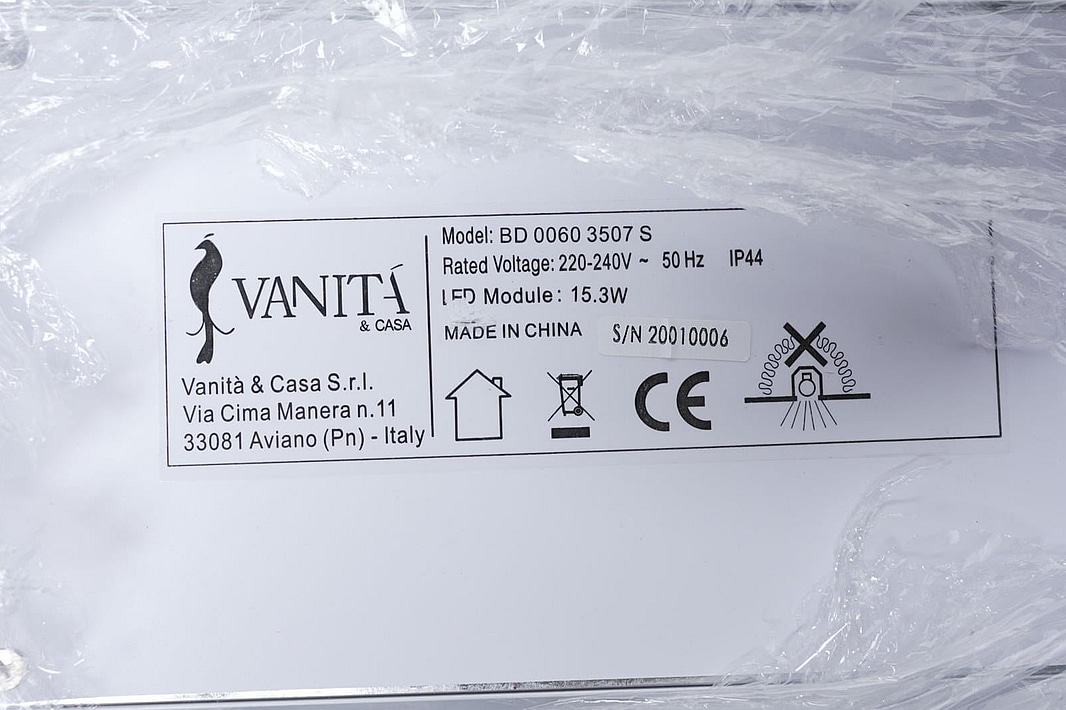 VANITÁ
& CASA
Vanità & Casa S.r.l.
Via Cima Manera n.11
33081 Aviano (Pn) - Italy
Model: BD 0060 3507 S
Rated Voltage: 220-240V ~ 50 Hz IP44
LED Module: 15.3W
MADE IN CHINA
S/N 20010006
CE